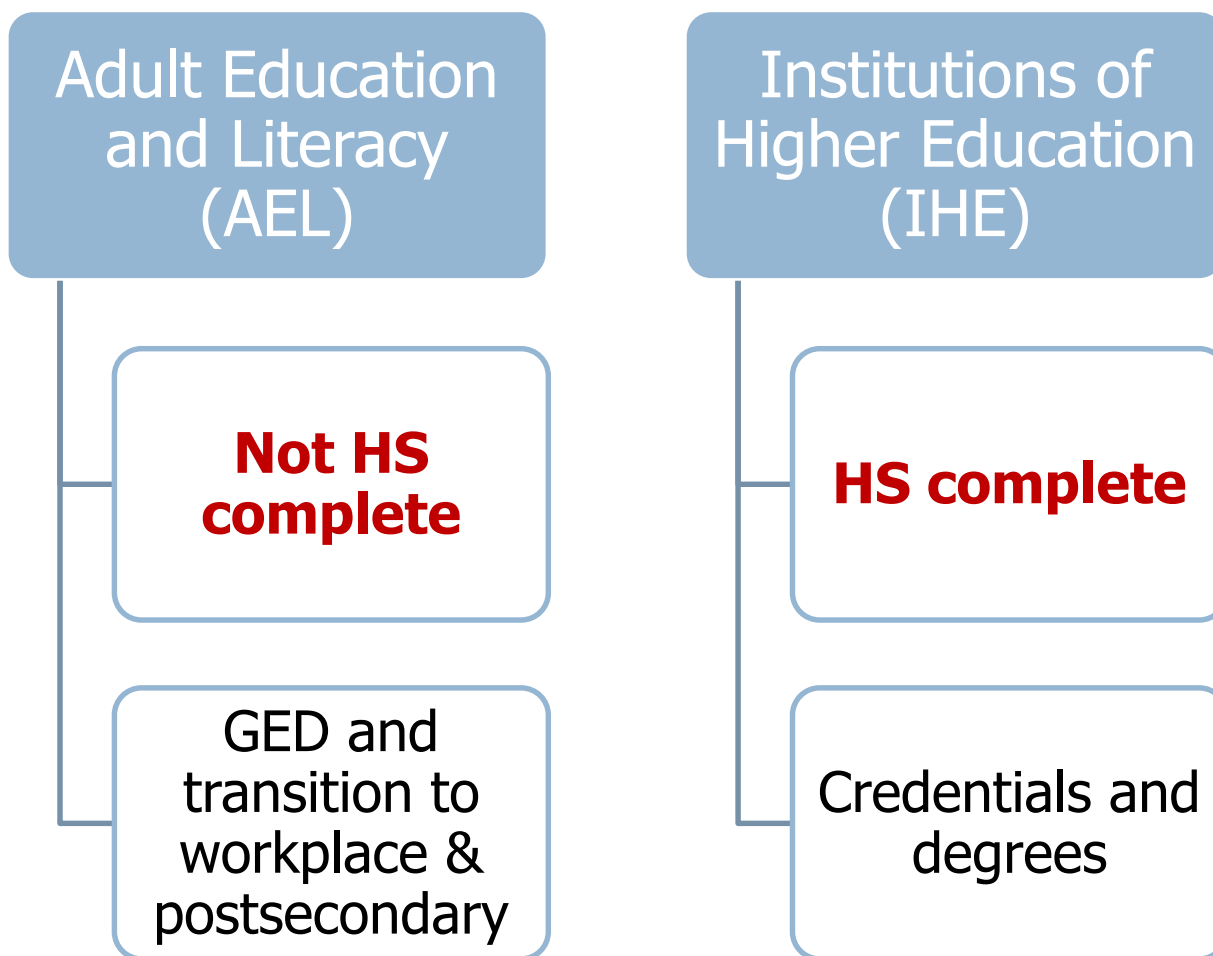 Adult Education
and Literacy
(AEL)
Not HS
complete
GED and
transition to
workplace &
postsecondary
Institutions of
Higher Education
(IHE)
HS complete
Credentials and
degrees